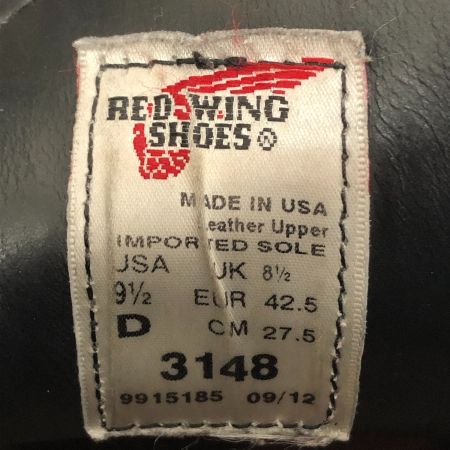 RED WING
SHOES
MADE IN USA
Leather Upper
IMPORTED SOLE
USA UK 8½
9½ EUR 42.5
D CM 27.5
3148
9915185 09/12